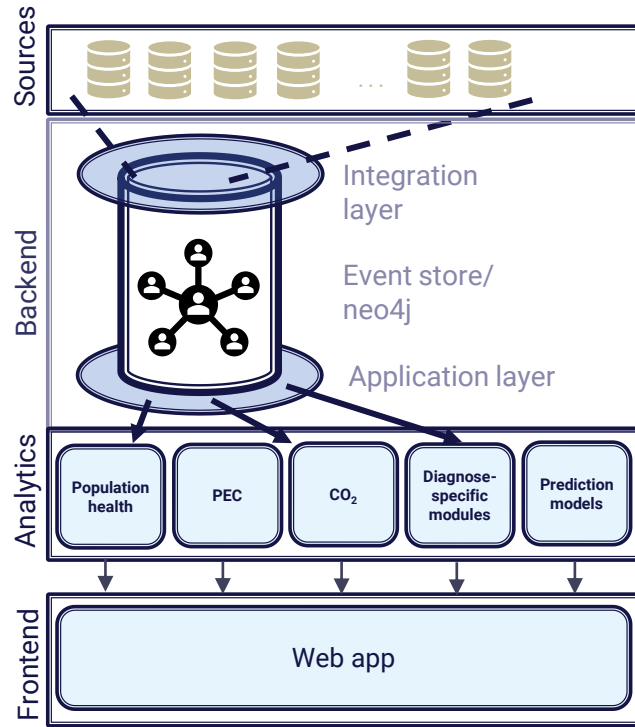 Sources
...
Backend
Integration
layer
Event store/
neo4j
Application layer
Analytics
Population
health
PEC
CO₂
Diagnose-
specific
modules
Prediction
models
Frontend
Web app